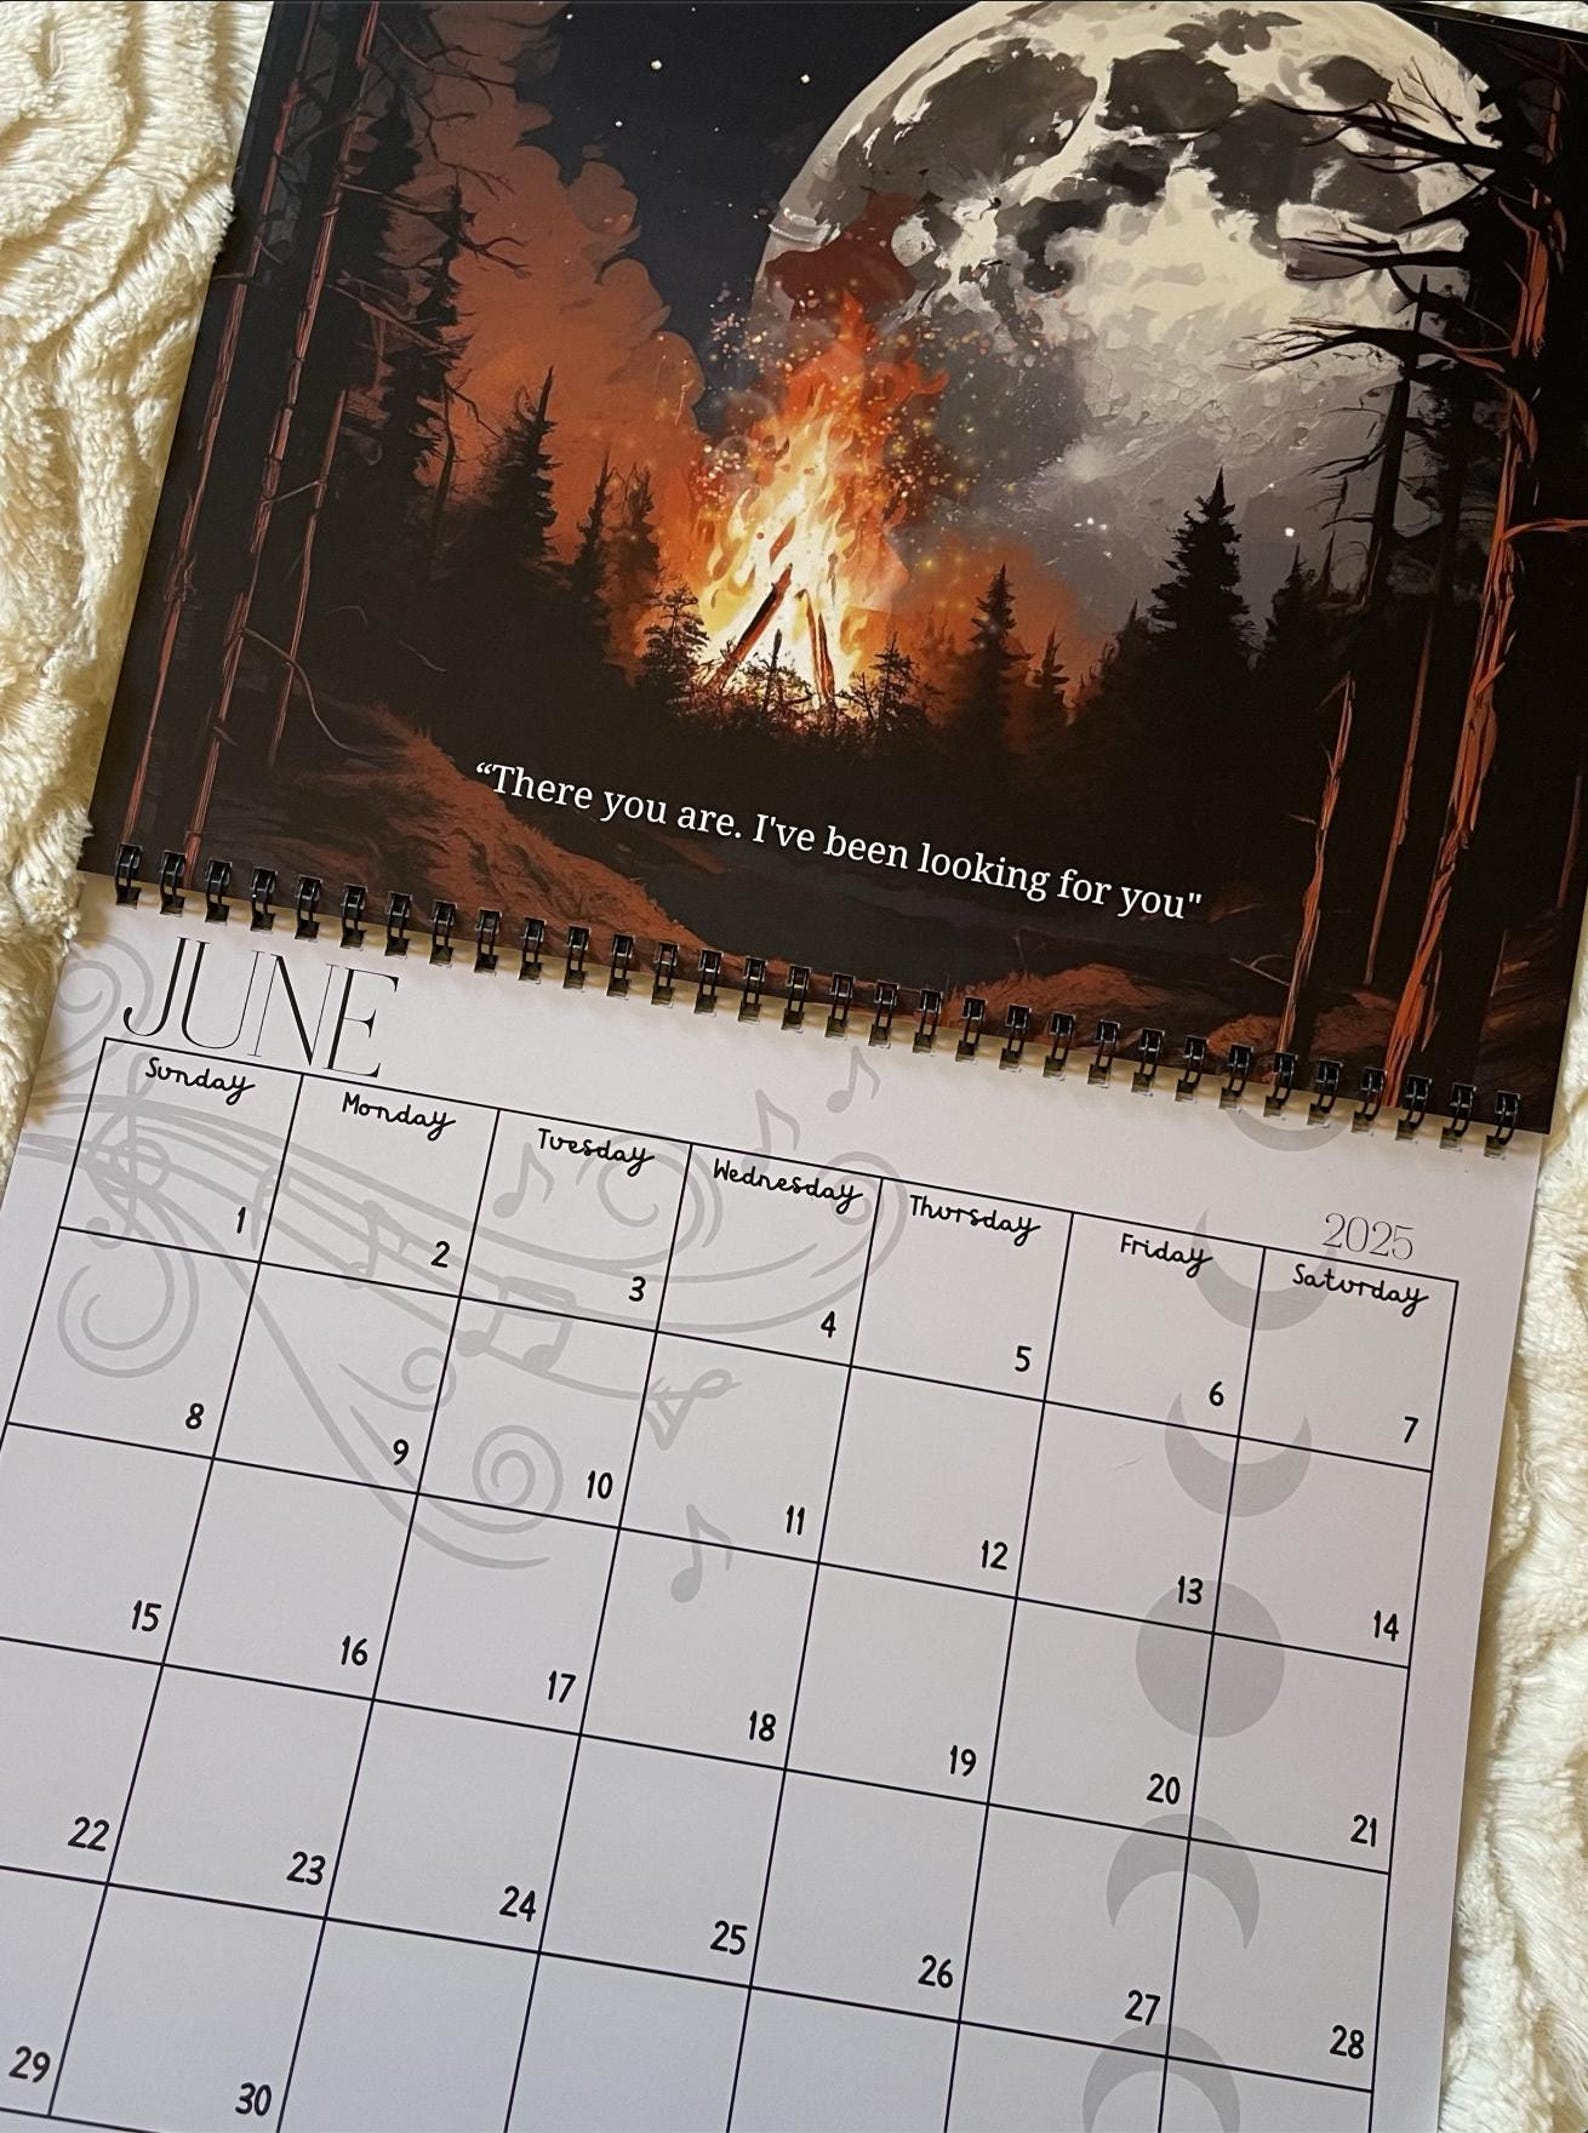 “There you are. I've been looking for you"
JUNE
2025
Sunday Monday Tuesday Wednesday Thursday Friday Saturday
1 2 3 4 5 6 7
8 9 10 11 12 13 14
15 16 17 18 19 20 21
22 23 24 25 26 27 28
29 30